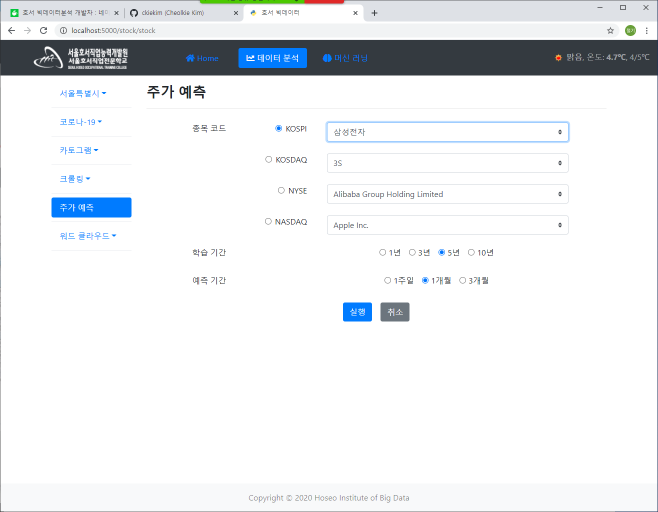 호서 빅데이터분석 개발자 : 네이
ckiekim (Cheolkie Kim)
호서 빅데이터
localhost:5000/stock/stock
서울호서직업능력개발원
서울호서직업전문학교
Home
데이터 분석
머신 러닝
맑음, 온도: 4.7℃, 4/5℃
서울특별시
코로나-19
카토그램
크롤링
주가 예측
워드 클라우드
주가 예측
종목 코드
KOSPI
삼성전자
KOSDAQ
3S
NYSE
Alibaba Group Holding Limited
NASDAQ
Apple Inc.
학습 기간
1년 3년 5년 10년
예측 기간
1주일 1개월 3개월
실행 취소
Copyright © 2020 Hoseo Institute of Big Data